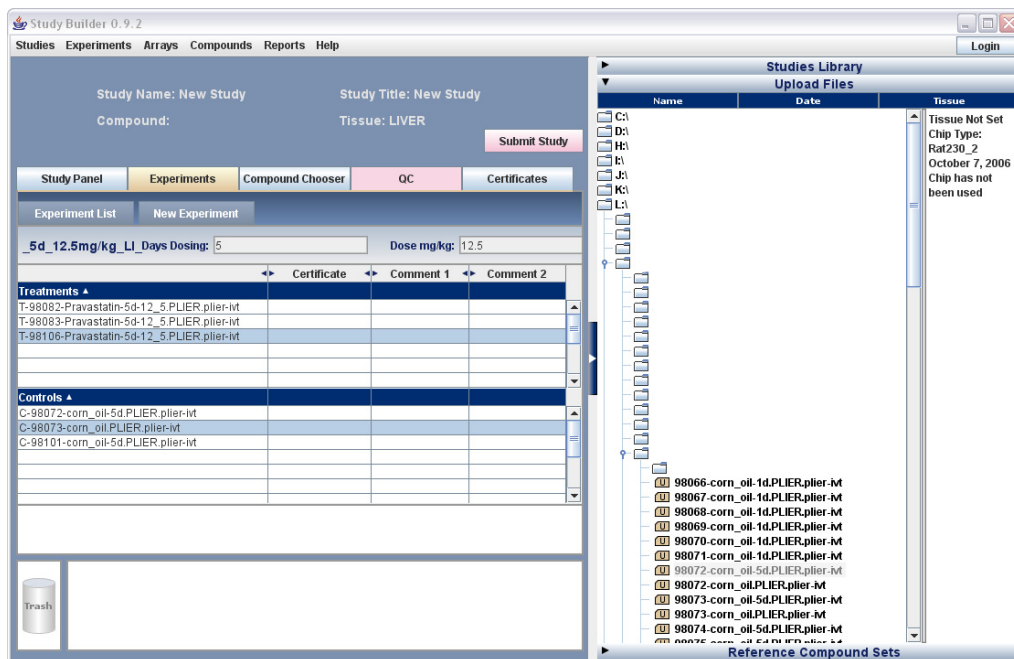 Study Builder 0.9.2
Studies Experiments Arrays Compounds Reports Help
Login
Study Name: New Study Study Title: New Study
Compound: Tissue: LIVER
Submit Study
Study Panel Experiments Compound Chooser QC Certificates
Experiment List New Experiment
_5d_12.5mg/kg_LI_Days Dosing: 5 Dose mg/kg: 12.5
Certificate Comment 1 Comment 2
Treatments
T-98082-Pravastatin-5d-12_5.PLIER.plier-ivt
T-98083-Pravastatin-5d-12_5.PLIER.plier-ivt
T-98106-Pravastatin-5d-12_5.PLIER.plier-ivt
Controls
C-98072-corn_oil-5d.PLIER.plier-ivt
C-98073-corn_oil.PLIER.plier-ivt
C-98101-corn_oil-5d.PLIER.plier-ivt
Trash
Studies Library
Upload Files
Name Date Tissue
C:\
D:\
H:\
I:\
J:\
K:\
L:\
U 98066-corn_oil-1d.PLIER.plier-ivt
U 98067-corn_oil-1d.PLIER.plier-ivt
U 98068-corn_oil-1d.PLIER.plier-ivt
U 98069-corn_oil-1d.PLIER.plier-ivt
U 98070-corn_oil-1d.PLIER.plier-ivt
U 98071-corn_oil-1d.PLIER.plier-ivt
U 98072-corn_oil-5d.PLIER.plier-ivt
U 98072-corn_oil.PLIER.plier-ivt
U 98073-corn_oil-5d.PLIER.plier-ivt
U 98073-corn_oil.PLIER.plier-ivt
U 98074-corn_oil-5d.PLIER.plier-ivt
Tissue Not Set
Chip Type:
Rat230_2
October 7, 2006
Chip has not
been used
Reference Compound Sets